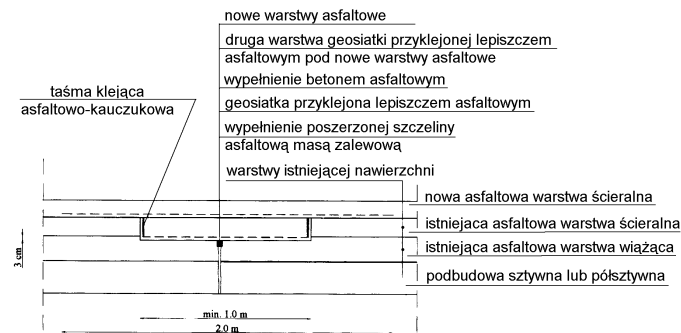 nowe warstwy asfaltowe
druga warstwa geosiatki przyklejonej lepiszczem
asfaltowym pod nowe warstwy asfaltowe
wypełnienie betonem asfaltowym
taśma klejąca
asfaltowo-kauczukowa
geosiatka przyklejona lepiszczem asfaltowym
wypełnienie poszerzonej szczeliny
asfaltową masą zalewową
warstwy istniejącej nawierzchni
nowa asfaltowa warstwa ścieralna
istniejaca asfaltowa warstwa ścieralna
istniejąca asfaltowa warstwa wiążąca
podbudowa sztywna lub półsztywna
3 cm
min. 1.0 m
2.0 m